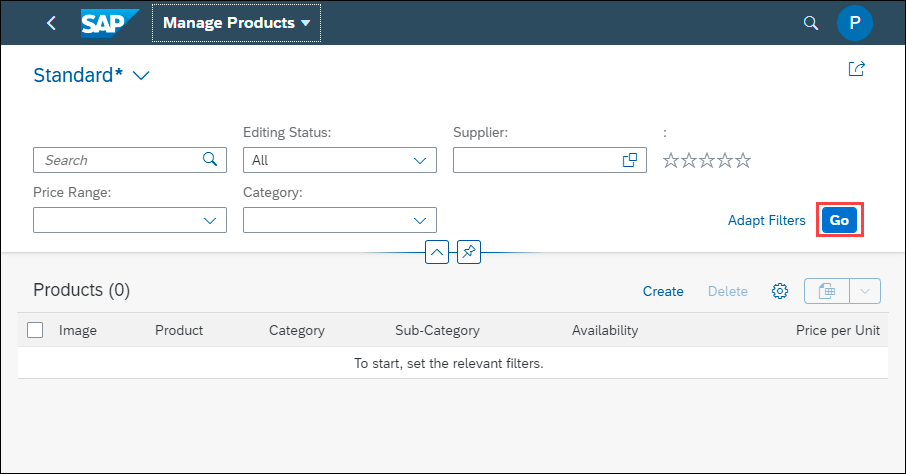 SAP Manage Products P
Standard*
Editing Status: Supplier: :
Search All
Price Range: Category:
Adapt Filters Go
Products (0) Create Delete
Image Product Category Sub-Category Availability Price per Unit
To start, set the relevant filters.